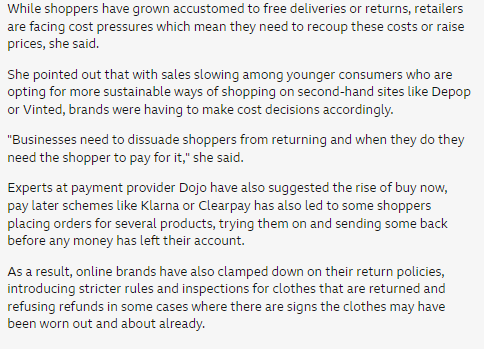 While shoppers have grown accustomed to free deliveries or returns, retailers
are facing cost pressures which mean they need to recoup these costs or raise
prices, she said.
She pointed out that with sales slowing among younger consumers who are
opting for more sustainable ways of shopping on second-hand sites like Depop
or Vinted, brands were having to make cost decisions accordingly.
"Businesses need to dissuade shoppers from returning and when they do they
need the shopper to pay for it," she said.
Experts at payment provider Dojo have also suggested the rise of buy now,
pay later schemes like Klarna or Clearpay has also led to some shoppers
placing orders for several products, trying them on and sending some back
before any money has left their account.
As a result, online brands have also clamped down on their return policies,
introducing stricter rules and inspections for clothes that are returned and
refusing refunds in some cases where there are signs the clothes may have
been worn out and about already.